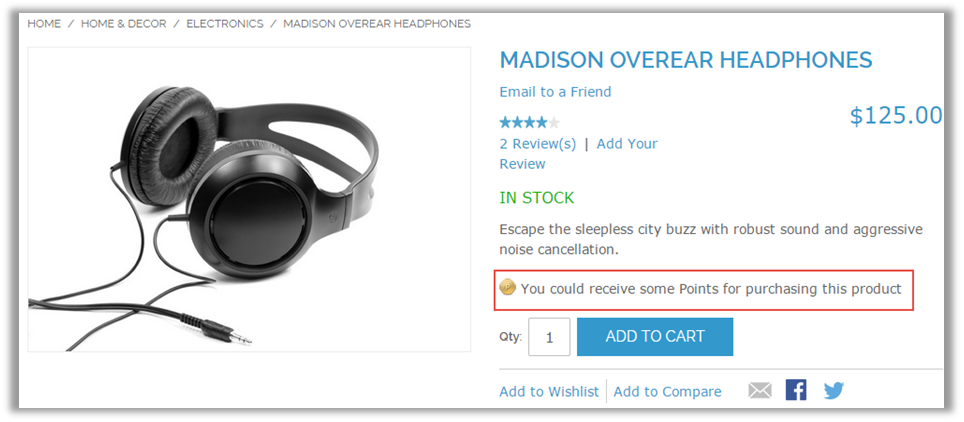 HOME / HOME & DECOR / ELECTRONICS / MADISON OVEREAR HEADPHONES
MADISON OVEREAR HEADPHONES
Email to a Friend
$125.00
2 Review(s) | Add Your
Review
IN STOCK
Escape the sleepless city buzz with robust sound and aggressive
noise cancellation.
You could receive some Points for purchasing this product
Qty: 1 ADD TO CART
Add to Wishlist Add to Compare